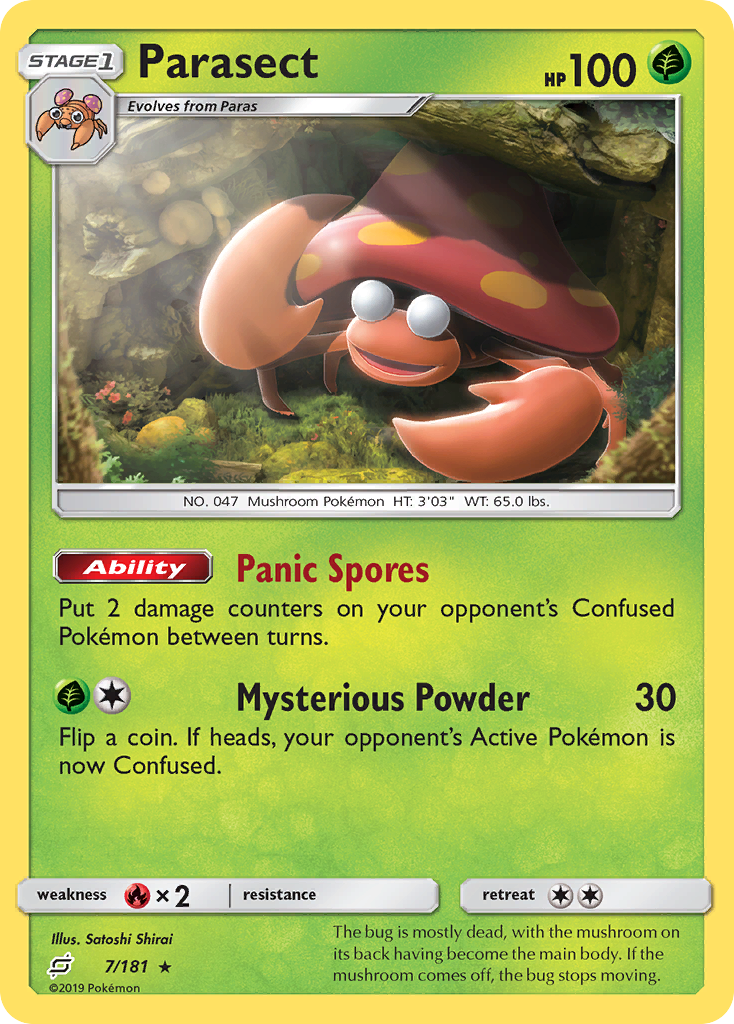 STAGE1
Parasect
HP100
Evolves from Paras
NO. 047 Mushroom Pokémon HT: 3'03" WT: 65.0 lbs.
Ability
Panic Spores
Put 2 damage counters on your opponent's Confused
Pokémon between turns.
Mysterious Powder 30
Flip a coin. If heads, your opponent's Active Pokémon is
now Confused.
weakness ×2 resistance retreat
Illus. Satoshi Shirai
7/181 ★
©2019 Pokémon
The bug is mostly dead, with the mushroom on
its back having become the main body. If the
mushroom comes off, the bug stops moving.